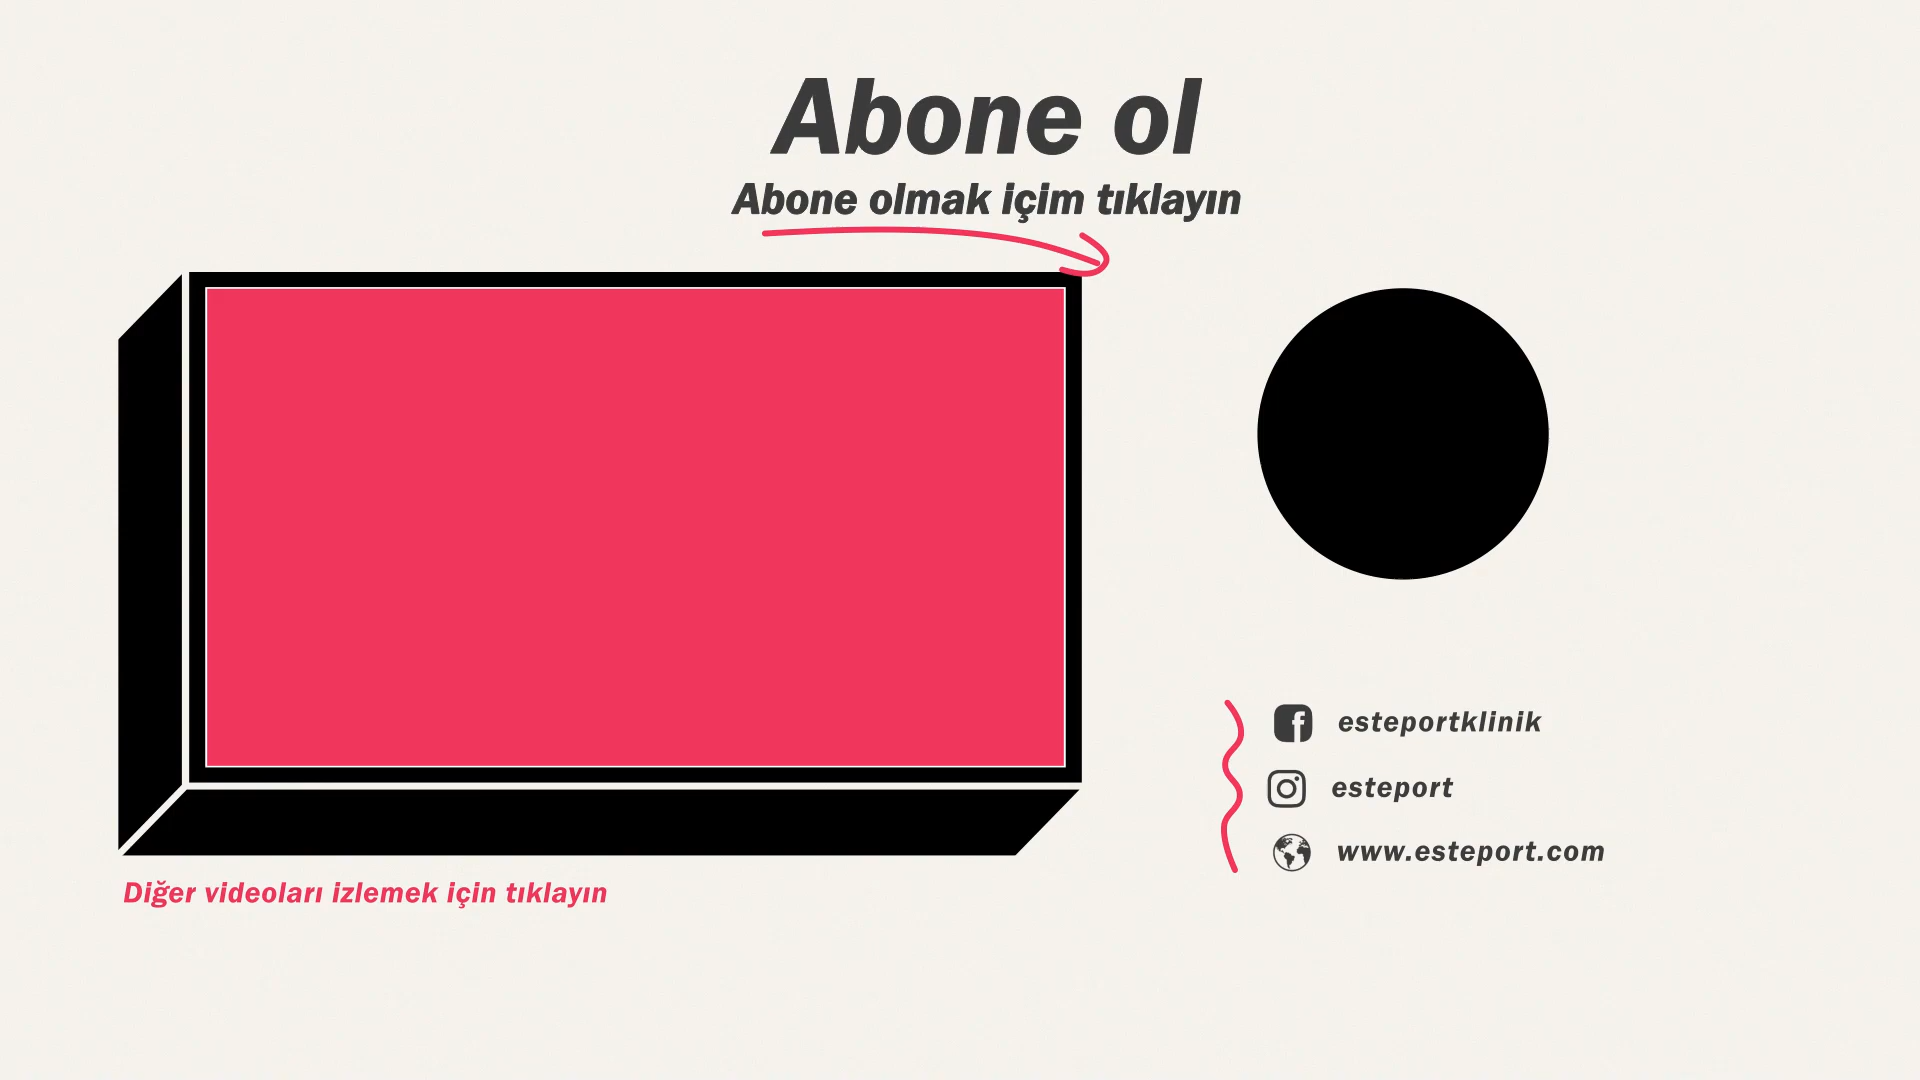 Abone ol
Abone olmak içim tıklayın
esteportklinik
esteport
www.esteport.com
Diğer videoları izlemek için tıklayın